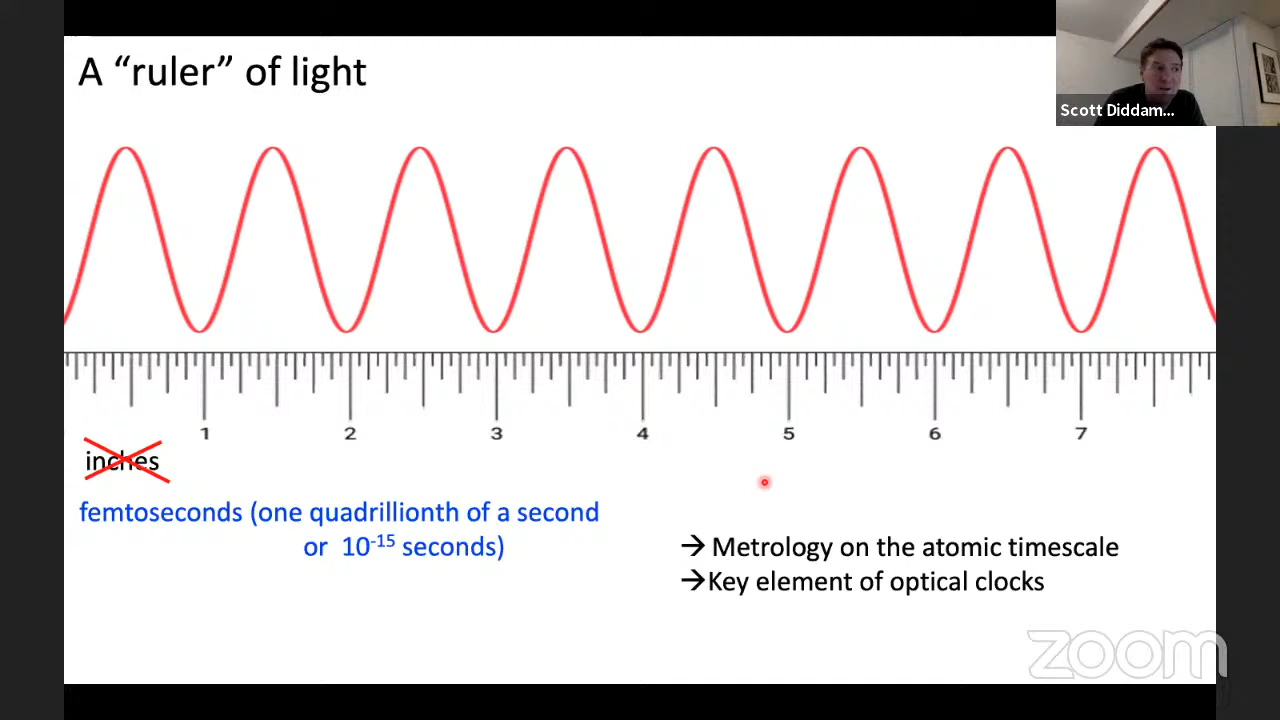 A “ruler” of light
Scott Diddam...
1 2 3 4 5 6 7
inches
femtoseconds (one quadrillionth of a second
or 10⁻¹⁵ seconds)
→ Metrology on the atomic timescale
→Key element of optical clocks
zoom